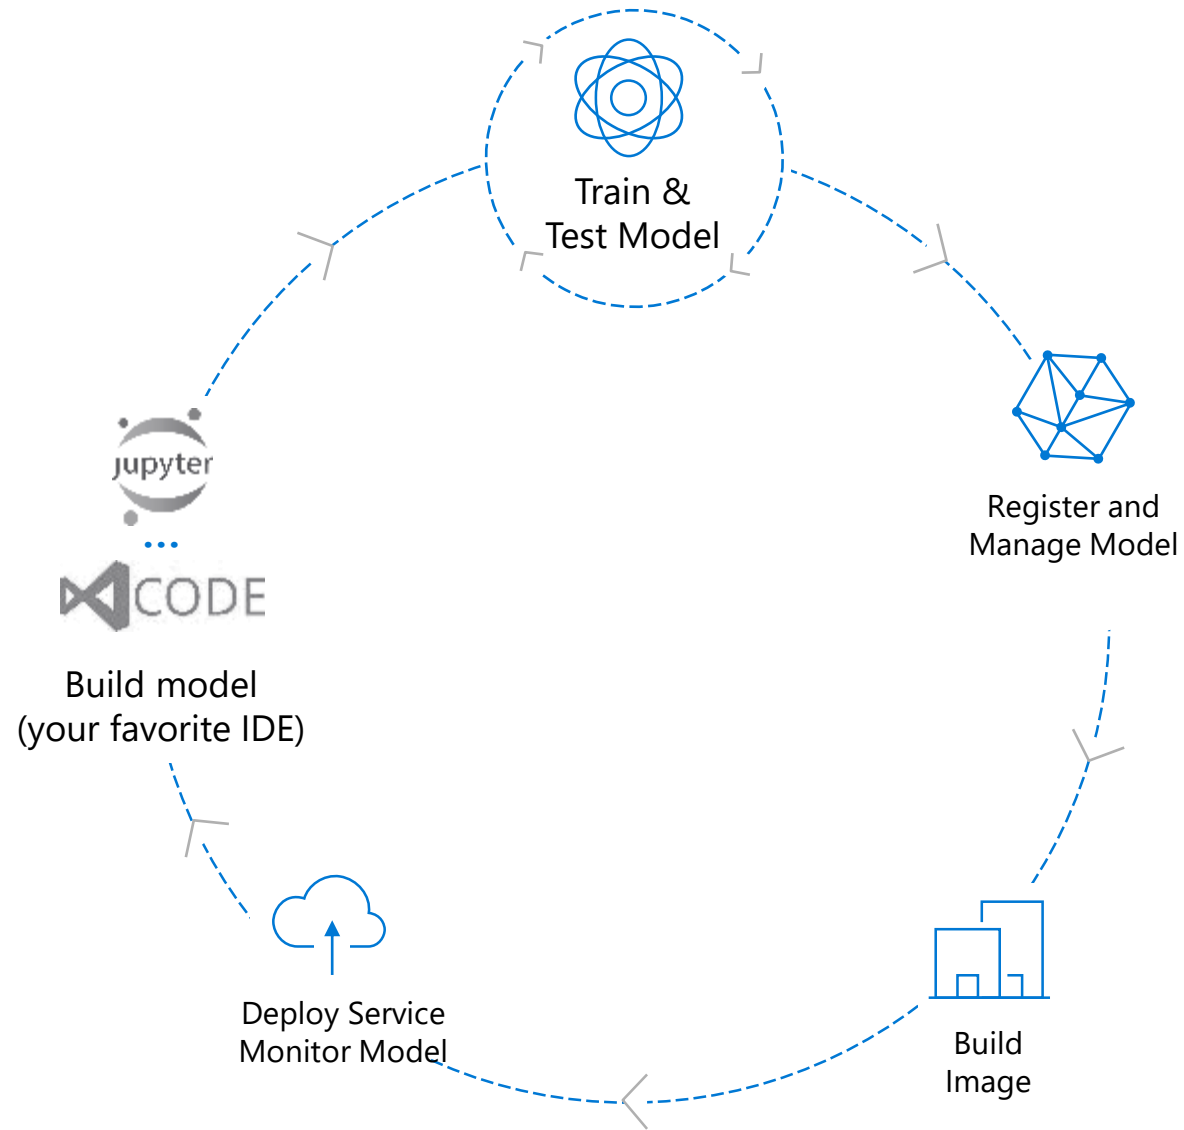 Train &
Test Model
Register and
Manage Model
jupyter
CODE
Build model
(your favorite IDE)
Deploy Service
Monitor Model
Build
Image